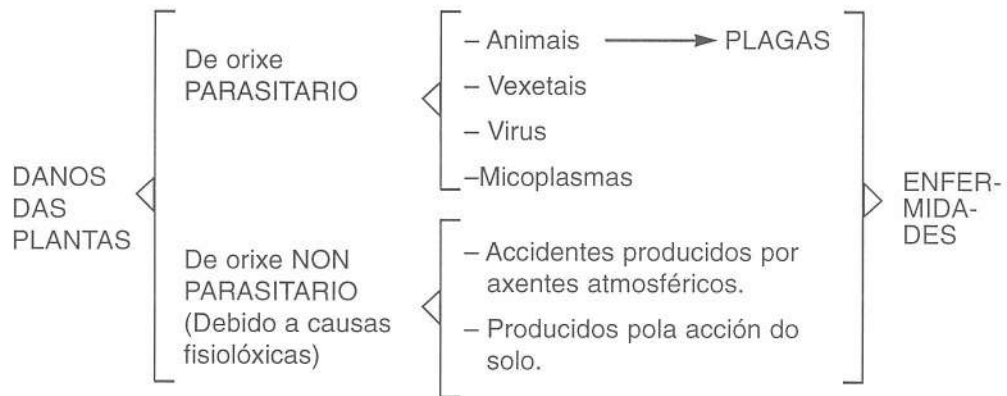 DANOS
DAS
PLANTAS
De orixe
PARASITARIO
– Animais
PLAGAS
– Vexetais
– Virus
–Micoplasmas
De orixe NON
PARASITARIO
(Debido a causas
fisiolóxicas)
– Accidentes producidos por
axentes atmosféricos.
– Producidos pola acción do
solo.
ENFER-
MIDA-
DES